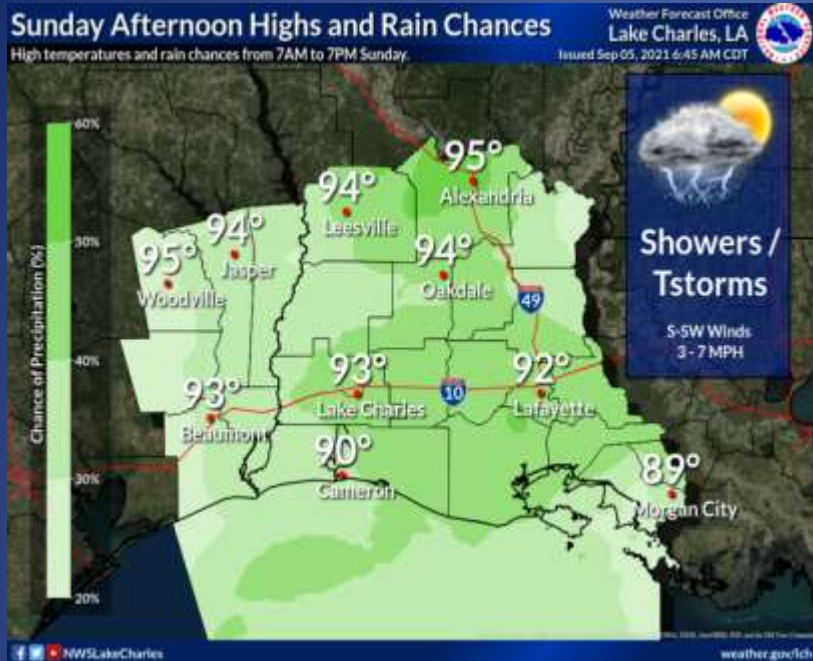 Sunday Afternoon Highs and Rain Chances
High temperatures and rain chances from 7AM to 7PM Sunday.
Weather Forecast Office
Lake Charles, LA
Issued Sep 05, 2021 6:45 AM CDT
60%
50%
40%
30%
20%
Chance of Precipitation (%)
95°
Alexandria
94°
Leesville
94°
Jasper
95°
Woodville
94°
Oakdale
49
93°
Beaumont
93°
Lake Charles
10
92°
Lafayette
90°
Cameron
89°
Morgan City
Showers /
Tstorms
S-SW Winds
3 - 7 MPH
NWSLakeCharles
weather.gov/lch